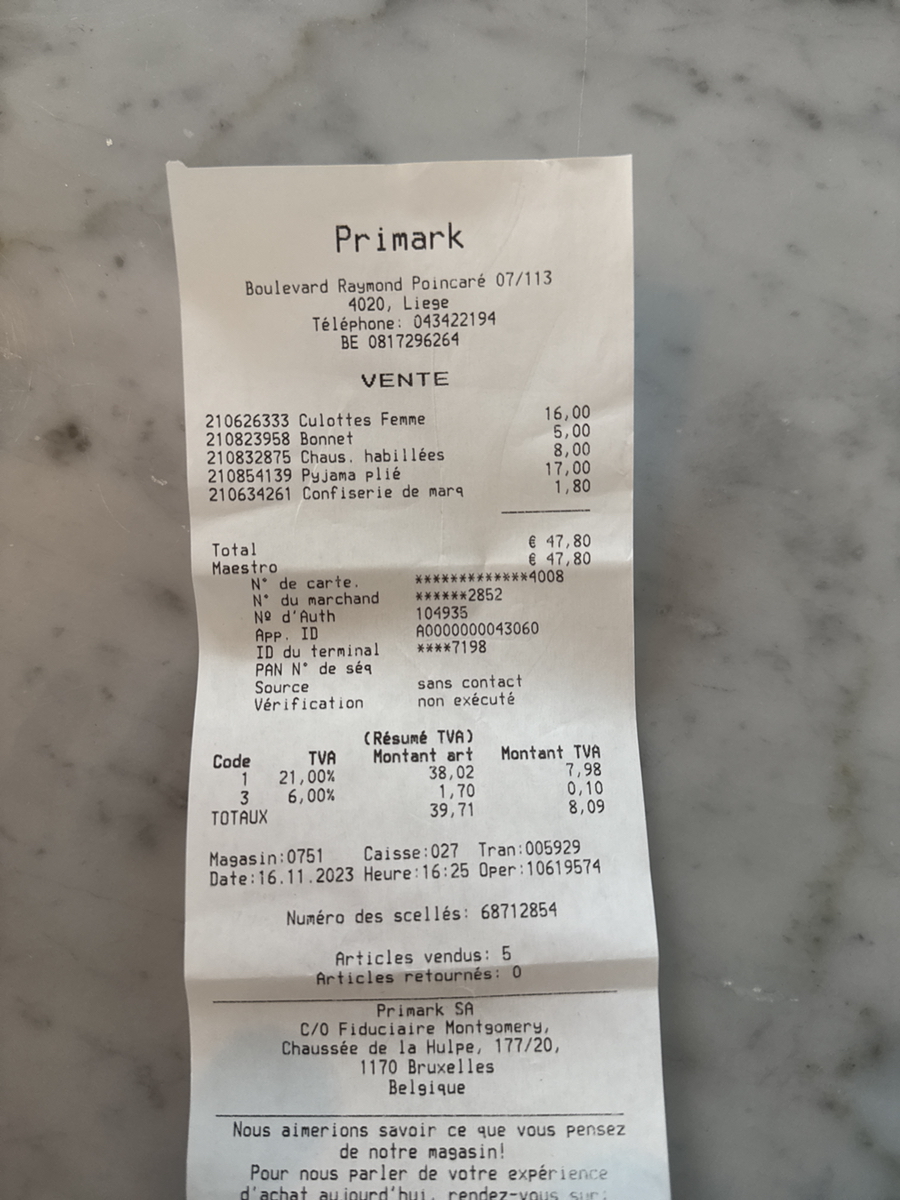 Primark
Boulevard Raymond Poincaré 07/113
4020, Liege
Téléphone: 043422194
BE 0817296264
VENTE
210626333 Culottes Femme 16,00
210823958 Bonnet 5,00
210832875 Chaus. habillées 8,00
210854139 Pyjama plié 17,00
210634261 Confiserie de marq 1,80
Total € 47,80
Maestro € 47,80
N° de carte. *************4008
N° du marchand ******2852
Nº d'Auth 104935
App. ID A0000000043060
ID du terminal ****7198
PAN N° de séq
Source sans contact
Vérification non exécuté
(Résumé TVA)
Code TVA Montant art Montant TVA
1 21,00% 38,02 7,98
3 6,00% 1,70 0,10
TOTAUX 39,71 8,09
Magasin:0751 Caisse:027 Tran:005929
Date:16.11.2023 Heure:16:25 Oper:10619574
Numéro des scellés: 68712854
Articles vendus: 5
Articles retournés: 0
Primark SA
C/O Fiduciaire Montgomery,
Chaussée de la Hulpe, 177/20,
1170 Bruxelles
Belgique
Nous aimerions savoir ce que vous pensez
de notre magasin!
Pour nous parler de votre expérience
d'achat aujourd'hui, rendez-vous sur: